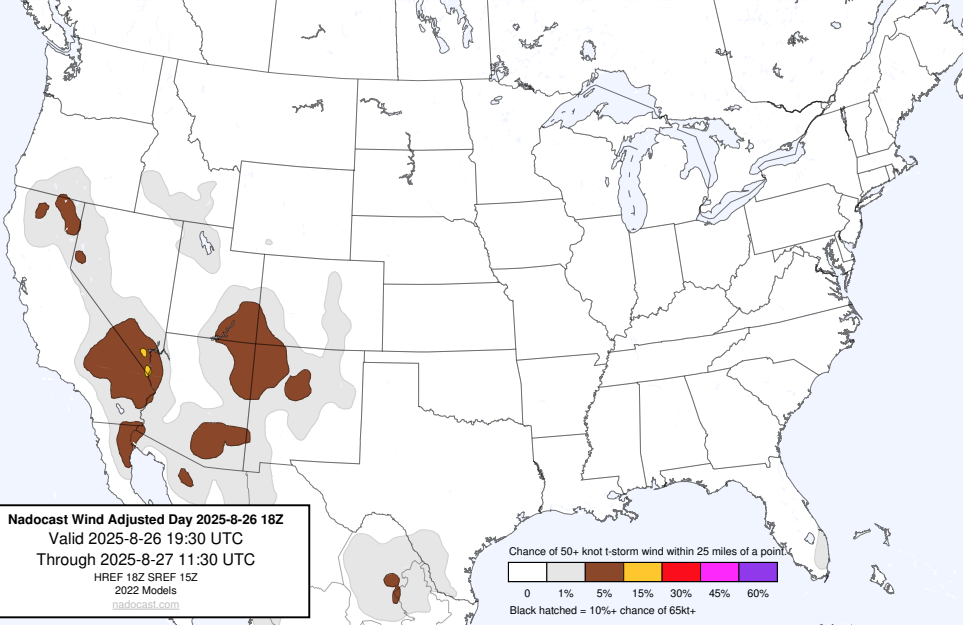 Nadocast Wind Adjusted Day 2025-8-26 18Z
Valid 2025-8-26 19:30 UTC
Through 2025-8-27 11:30 UTC
HREF 18Z SREF 15Z
2022 Models
nadocast.com
Chance of 50+ knot t-storm wind within 25 miles of a point.
0 1% 5% 15% 30% 45% 60%
Black hatched = 10%+ chance of 65kt+